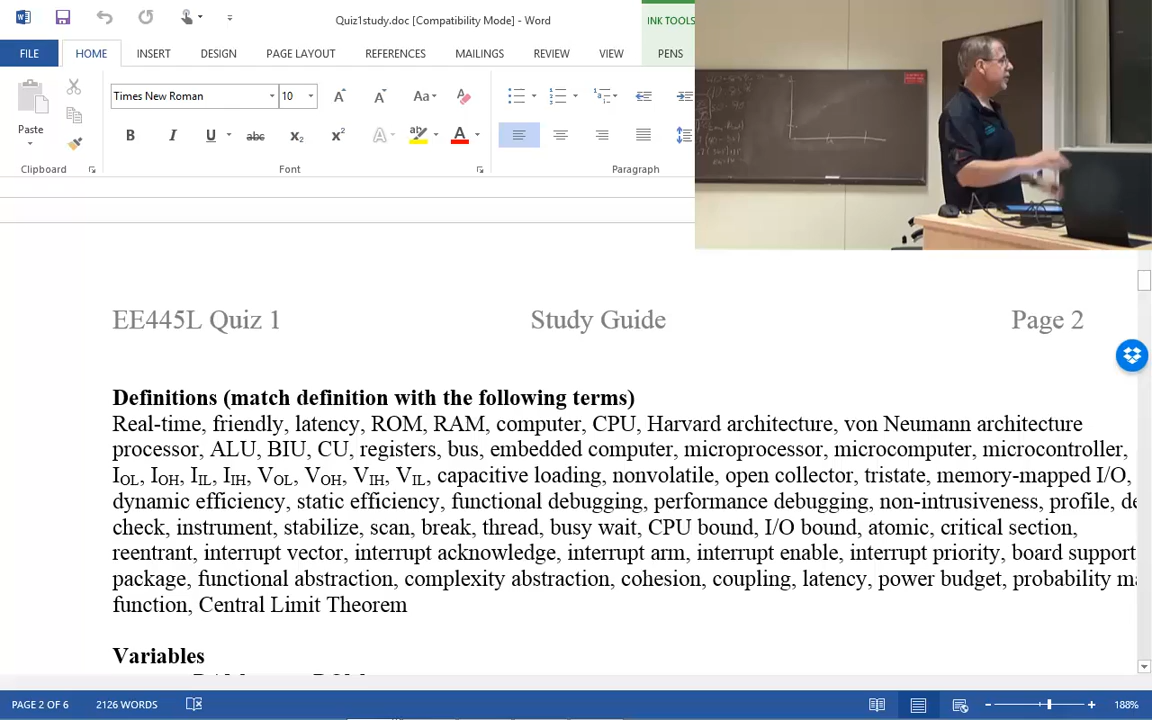 Quiz1study.doc [Compatibility Mode] - Word
INK TOOLS
FILE HOME INSERT DESIGN PAGE LAYOUT REFERENCES MAILINGS REVIEW VIEW PENS
Paste
Times New Roman 10
Clipboard Font Paragraph
EE445L Quiz 1 Study Guide Page 2
Definitions (match definition with the following terms)
Real-time, friendly, latency, ROM, RAM, computer, CPU, Harvard architecture, von Neumann architecture
processor, ALU, BIU, CU, registers, bus, embedded computer, microprocessor, microcomputer, microcontroller,
IOL, IOH, IIL, IIH, VOL, VOH, VIH, VIL, capacitive loading, nonvolatile, open collector, tristate, memory-mapped I/O,
dynamic efficiency, static efficiency, functional debugging, performance debugging, non-intrusiveness, profile, de
check, instrument, stabilize, scan, break, thread, busy wait, CPU bound, I/O bound, atomic, critical section,
reentrant, interrupt vector, interrupt acknowledge, interrupt arm, interrupt enable, interrupt priority, board support
package, functional abstraction, complexity abstraction, cohesion, coupling, latency, power budget, probability ma
function, Central Limit Theorem
Variables
PAGE 2 OF 6 2126 WORDS 188%